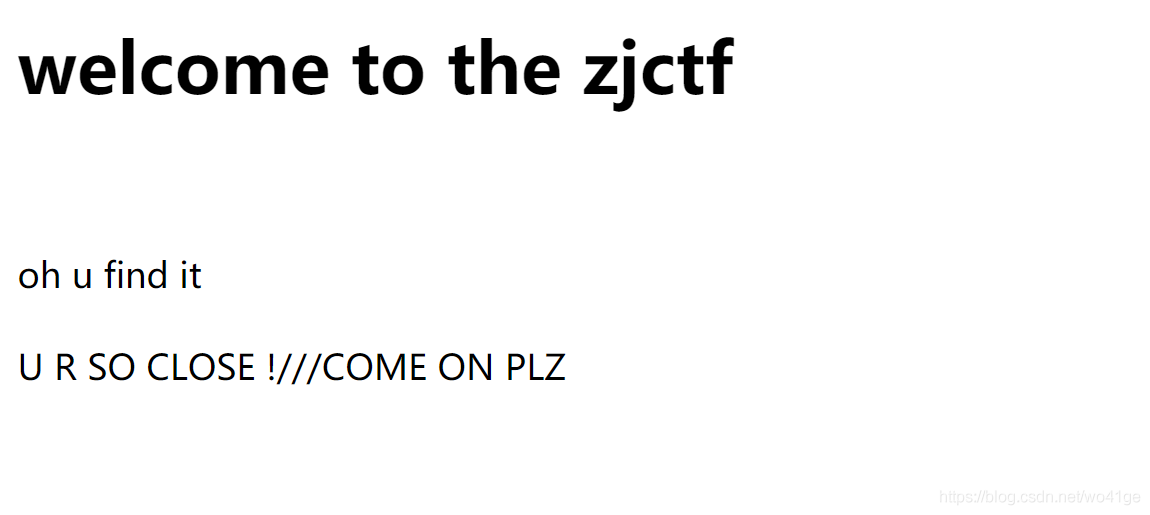 welcome to the zjctf
oh u find it
U R SO CLOSE !///COME ON PLZ
https://blog.csdn.net/wo41ge